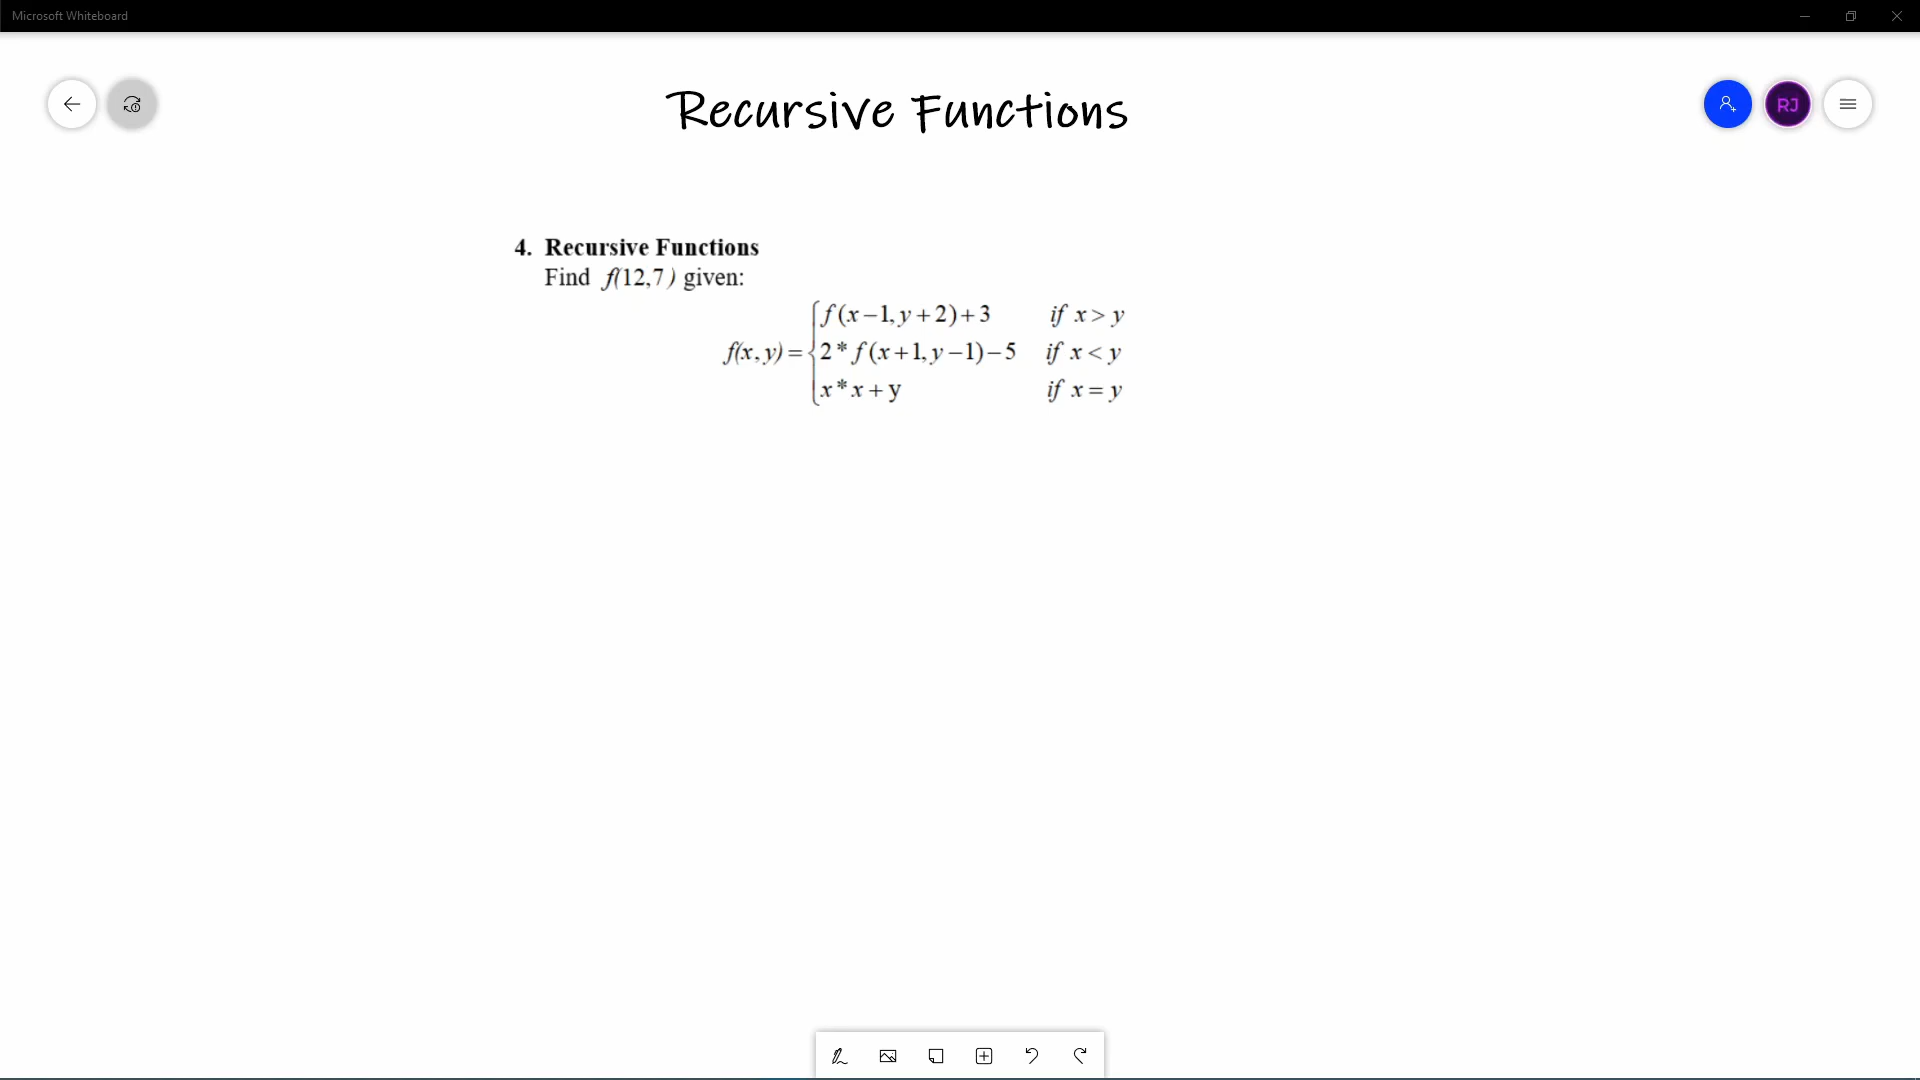 Microsoft Whiteboard
Recursive Functions
RJ
4. Recursive Functions
Find f(12,7) given:
f(x-1, y+2)+3 if x > y
f(x, y) = 2 * f(x+1, y-1)-5 if x < y
x * x + y if x = y